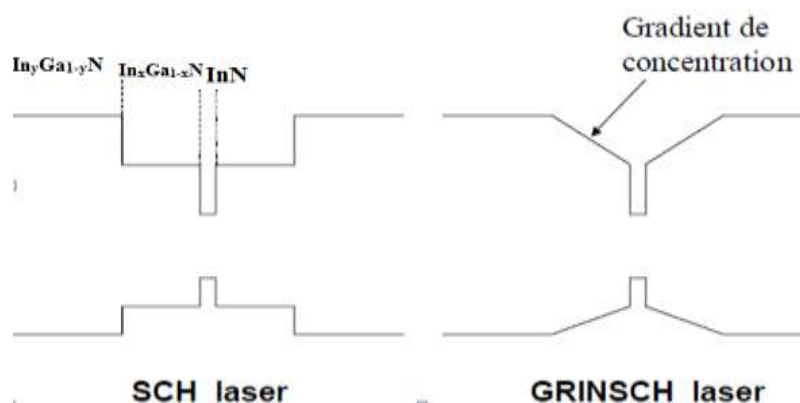 InyGa1-yN InxGa1-xN InN
Gradient de
concentration
)
SCH laser
GRINSCH laser